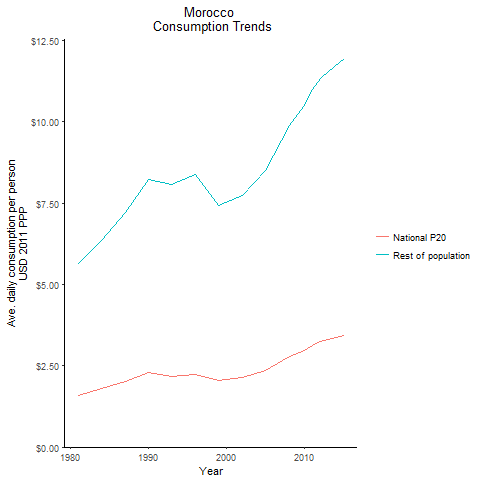 Morocco
Consumption Trends
$12.50
$10.00
$7.50
$5.00
$2.50
$0.00
Ave. daily consumption per person
USD 2011 PPP
1980
1990
2000
2010
Year
National P20
Rest of population